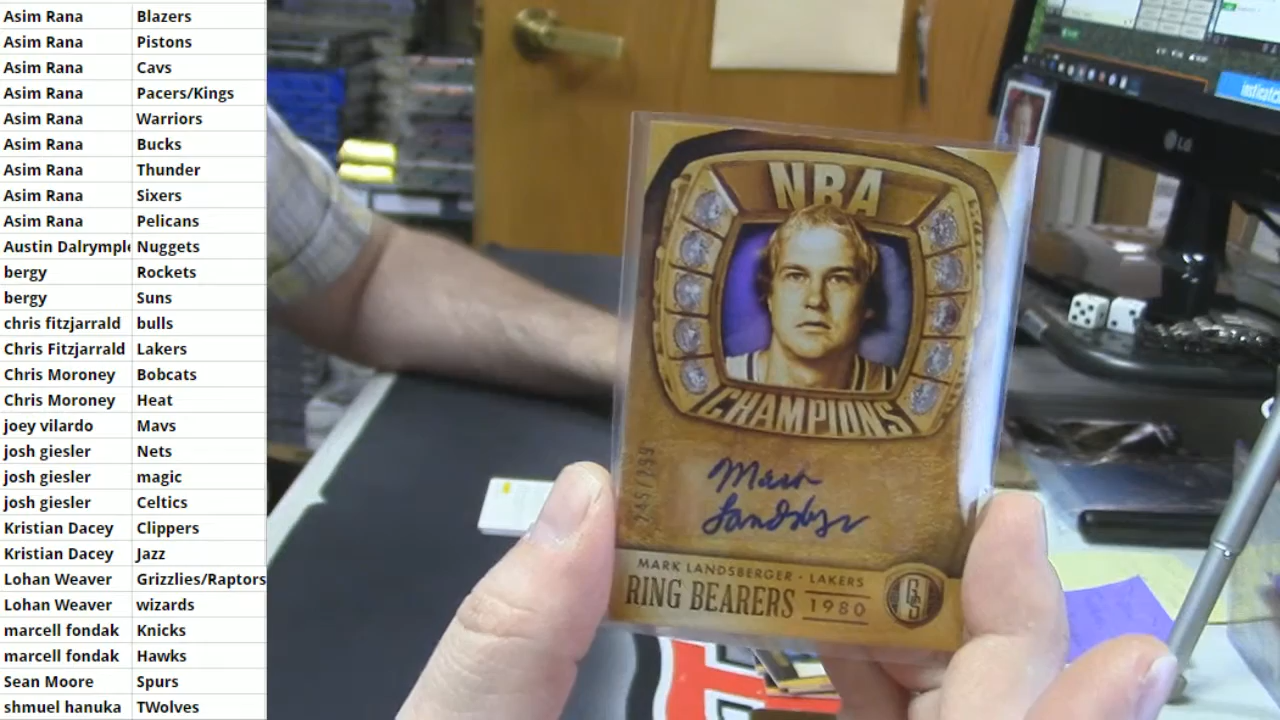 Asim Rana Blazers
Asim Rana Pistons
Asim Rana Cavs
Asim Rana Pacers/Kings
Asim Rana Warriors
Asim Rana Bucks
Asim Rana Thunder
Asim Rana Sixers
Asim Rana Pelicans
Austin Dalrymple Nuggets
bergy Rockets
bergy Suns
chris fitzjarrald bulls
Chris Fitzjarrald Lakers
Chris Moroney Bobcats
Chris Moroney Heat
joey vilardo Mavs
josh giesler Nets
josh giesler magic
josh giesler Celtics
Kristian Dacey Clippers
Kristian Dacey Jazz
Lohan Weaver Grizzlies/Raptors
Lohan Weaver wizards
marcell fondak Knicks
marcell fondak Hawks
Sean Moore Spurs
shmuel hanuka TWolves
NBA
CHAMPIONS
245/299
Mark
Landsberger
MARK LANDSBERGER - LAKERS
RING BEARERS 1980
GS
LG